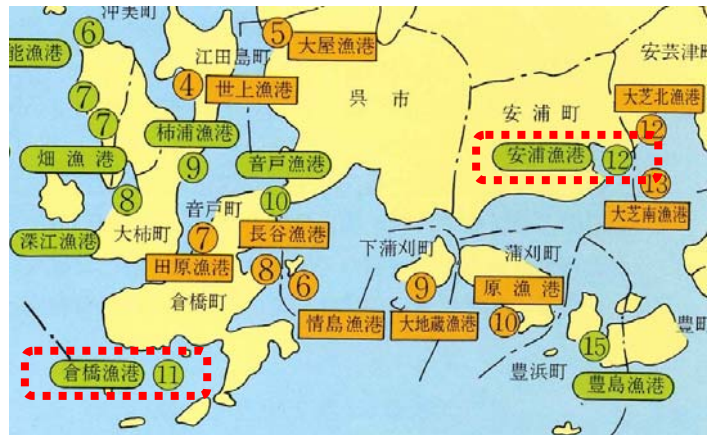 沖美町
⑥
能漁港
江田島町
⑤
大屋漁港
安芸津町
④
世上漁港
呉市
安浦町
大芝北漁港
⑦
⑦
柿浦漁港
⑫
畑漁港
⑨
音戸漁港
安浦漁港
⑫
⑧
⑩
⑬
音戸町
大芝南漁港
深江漁港
大柿町
⑦
長谷漁港
下蒲刈町
蒲刈町
田原漁港
⑧
⑥
⑨
原漁港
倉橋町
情島漁港
大地蔵漁港
⑩
豊町
⑮
倉橋漁港
⑪
豊浜町
豊島漁港